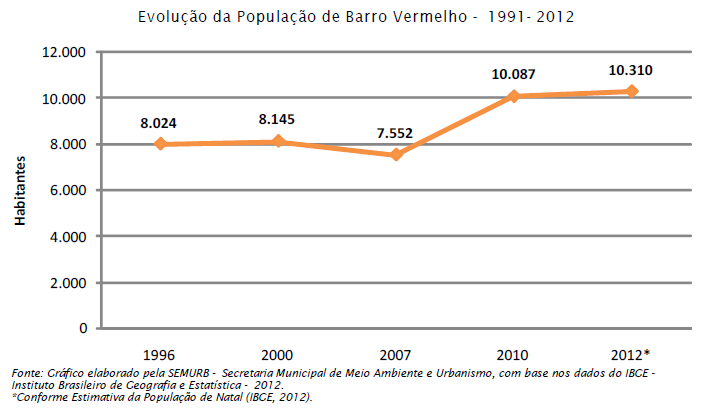 Evolução da População de Barro Vermelho - 1991- 2012
12.000
10.000
8.000
6.000
4.000
2.000
0
Habitantes
8.024
8.145
7.552
10.087
10.310
1996 2000 2007 2010 2012*
Fonte: Gráfico elaborado pela SEMURB - Secretaria Municipal de Meio Ambiente e Urbanismo, com base nos dados do IBGE -
Instituto Brasileiro de Geografia e Estatística - 2012.
*Conforme Estimativa da População de Natal (IBGE, 2012).